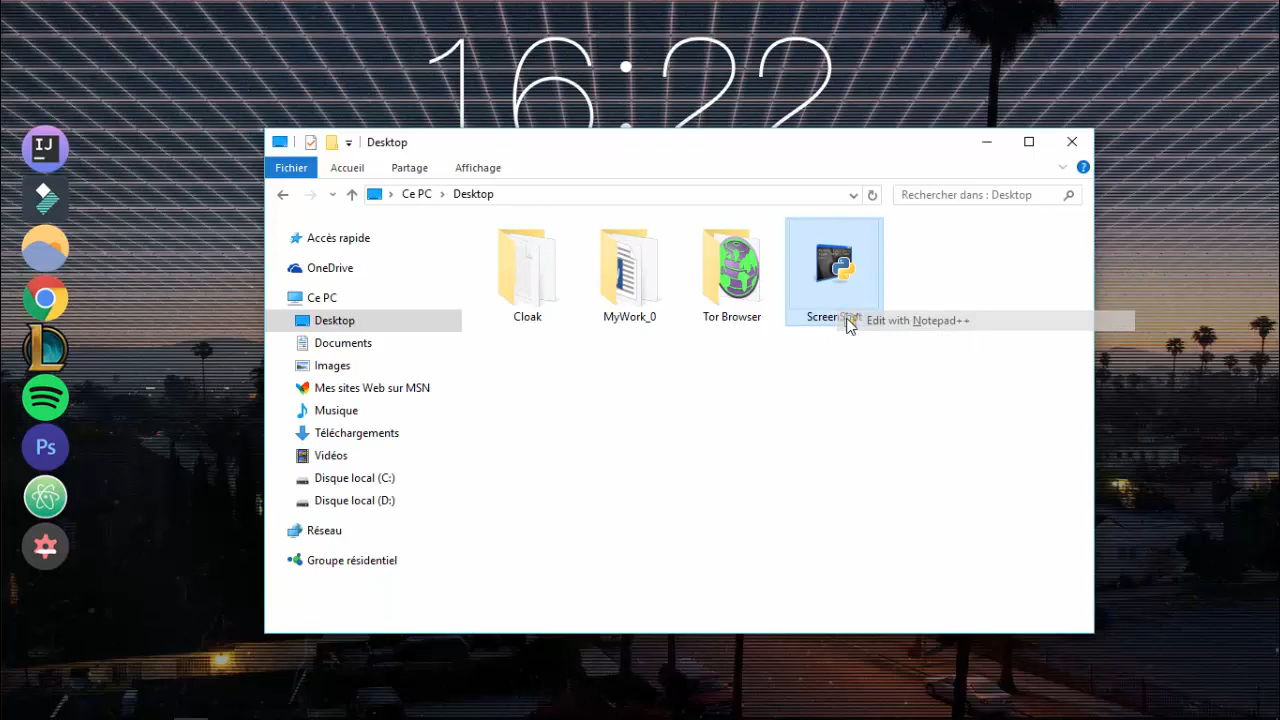 16:22
Desktop
Fichier Accueil Partage Affichage
Ce PC Desktop
Rechercher dans : Desktop
IJ
Accès rapide
OneDrive
Ce PC
Desktop
Documents
Images
Mes sites Web sur MSN
Musique
Téléchargements
Vidéos
Disque local (C:)
Disque local (D:)
Réseau
Groupe résidentiel
Cloak
MyWork_0
Tor Browser
Edit with Notepad++
Ps